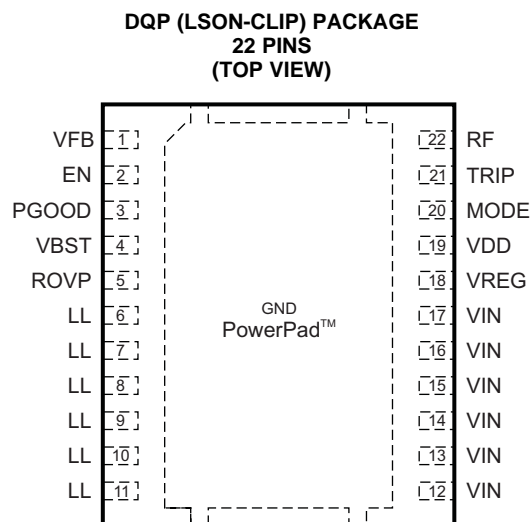 DQP (LSON-CLIP) PACKAGE
22 PINS
(TOP VIEW)
VFB 1 22 RF
EN 2 21 TRIP
PGOOD 3 20 MODE
VBST 4 19 VDD
ROVP 5 18 VREG
LL 6 17 VIN
GND
PowerPad™
LL 7 16 VIN
LL 8 15 VIN
LL 9 14 VIN
LL 10 13 VIN
LL 11 12 VIN